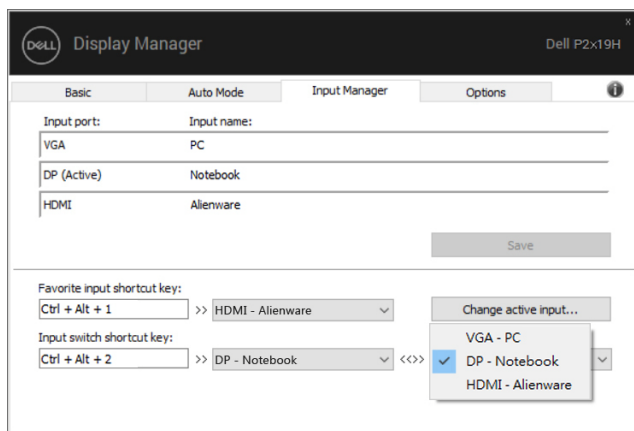 DELL Display Manager
x
Dell P2x19H
Basic Auto Mode Input Manager Options
Input port: Input name:
VGA PC
DP (Active) Notebook
HDMI Alienware
Save
Favorite input shortcut key:
Ctrl + Alt + 1 >> HDMI - Alienware Change active input...
Input switch shortcut key:
VGA - PC
Ctrl + Alt + 2 >> DP - Notebook <<>> DP - Notebook
HDMI - Alienware